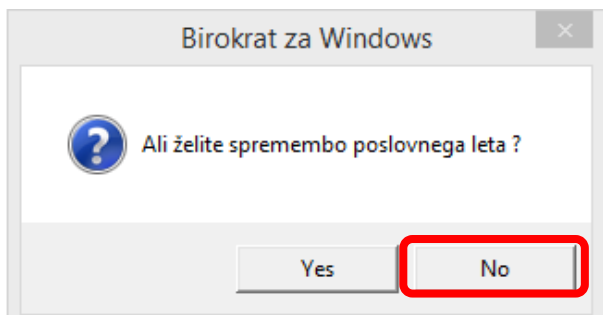 Birokrat za Windows
Ali želite spremembo poslovnega leta ?
Yes No